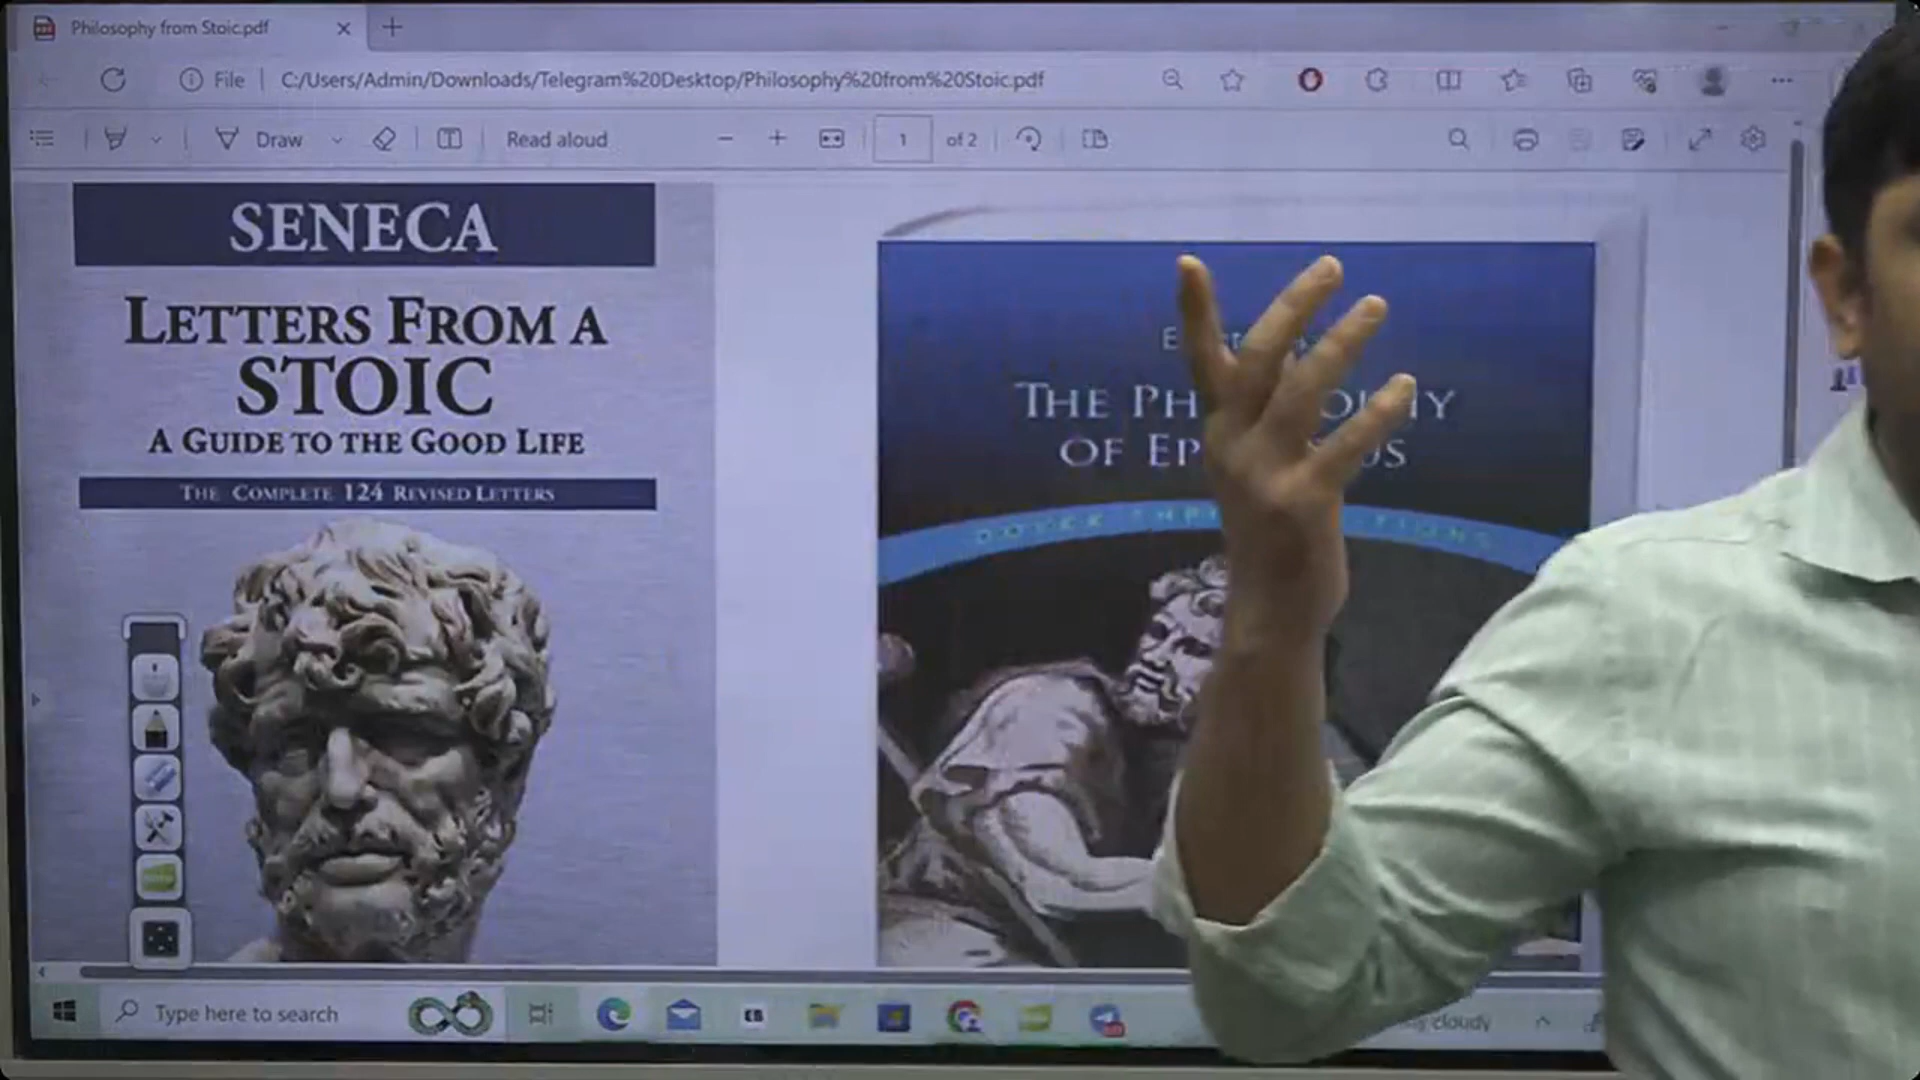 Philosophy from Stoic.pdf
File
C:/Users/Admin/Downloads/Telegram%20Desktop/Philosophy%20from%20Stoic.pdf
Draw
Read aloud
1 of 2
SENECA
LETTERS FROM A
STOIC
A GUIDE TO THE GOOD LIFE
THE COMPLETE 124 REVISED LETTERS
THE
OF
Type here to search
cloudy